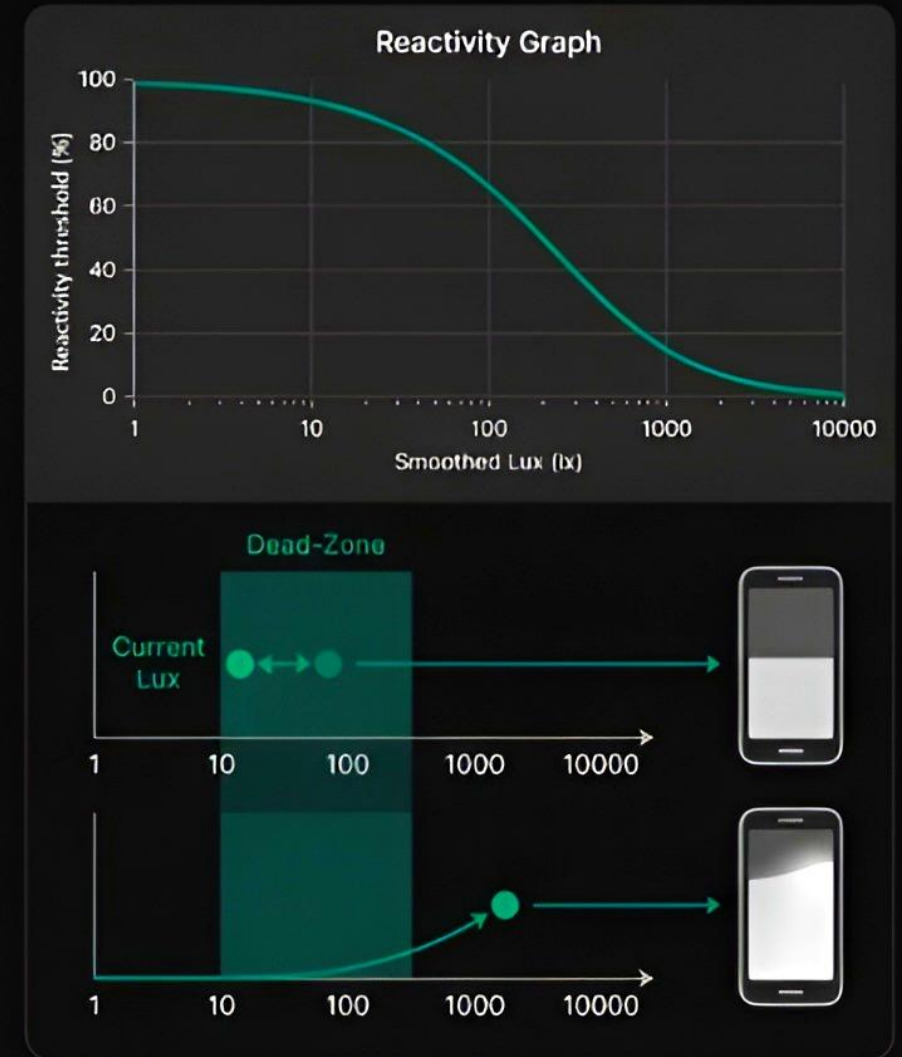 Reactivity Graph
Reactivity threshold (%)
100
80
60
40
20
0
1 10 100 1000 10000
Smoothed Lux (lx)
Dead-Zone
Current
Lux
1 10 100 1000 10000
1 10 100 1000 10000